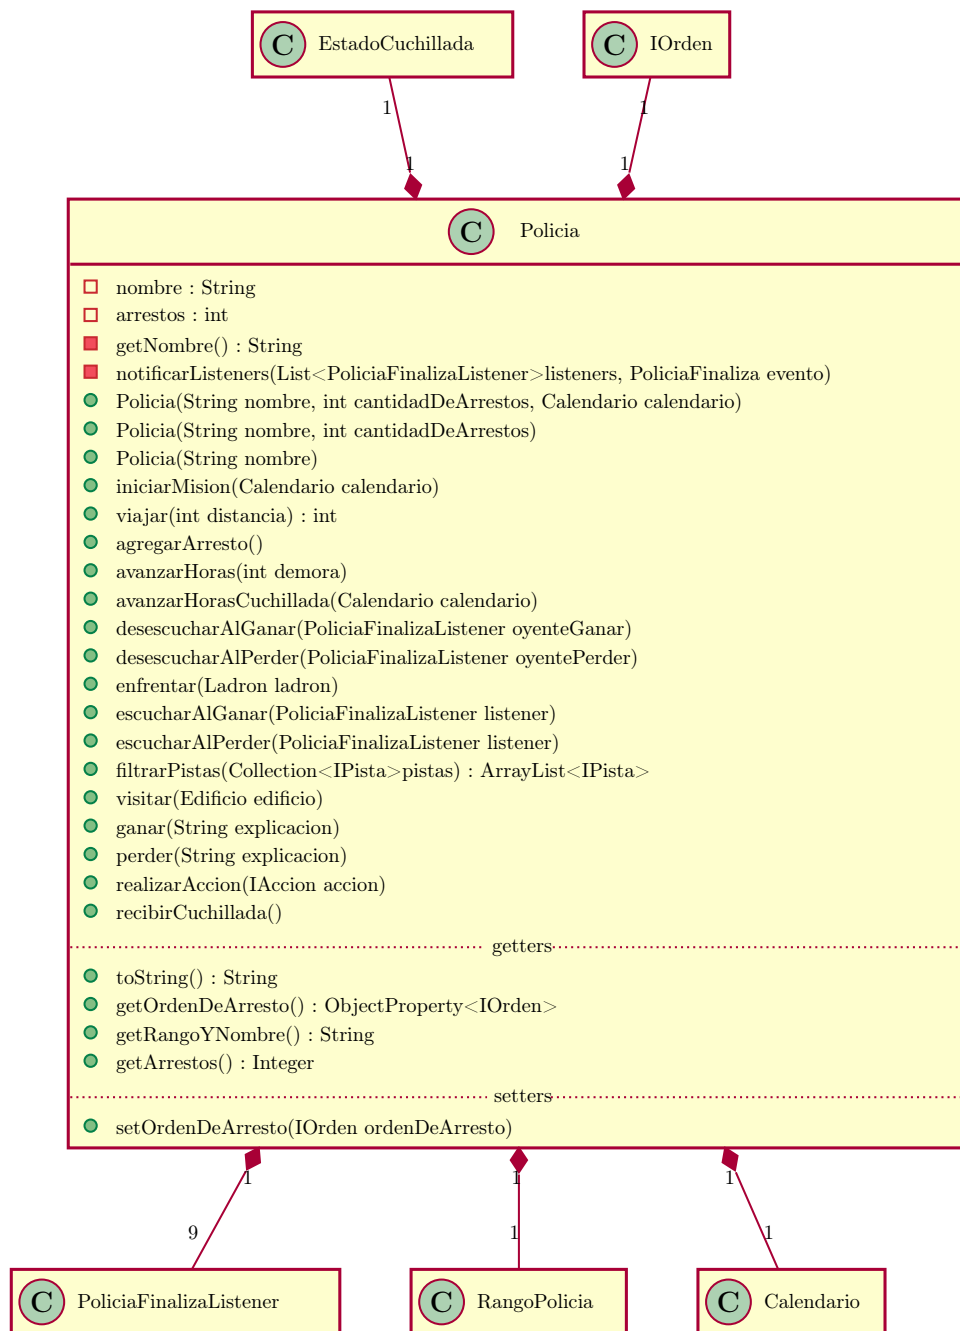 C EstadoCuchillada
C IOrden
1
1
1
1
C Policia
nombre : String
arrestos : int
getNombre() : String
notificarListeners(List<PoliciaFinalizaListener>listeners, PoliciaFinaliza evento)
Policia(String nombre, int cantidadDeArrestos, Calendario calendario)
Policia(String nombre, int cantidadDeArrestos)
Policia(String nombre)
iniciarMision(Calendario calendario)
viajar(int distancia) : int
agregarArresto()
avanzarHoras(int demora)
avanzarHorasCuchillada(Calendario calendario)
desescucharAlGanar(PoliciaFinalizaListener oyenteGanar)
desescucharAlPerder(PoliciaFinalizaListener oyentePerder)
enfrentar(Ladron ladron)
escucharAlGanar(PoliciaFinalizaListener listener)
escucharAlPerder(PoliciaFinalizaListener listener)
filtrarPistas(Collection<IPista>pistas) : ArrayList<IPista>
visitar(Edificio edificio)
ganar(String explicacion)
perder(String explicacion)
realizarAccion(IAccion accion)
recibirCuchillada()
getters
toString() : String
getOrdenDeArresto() : ObjectProperty<IOrden>
getRangoYNombre() : String
getArrestos() : Integer
setters
setOrdenDeArresto(IOrden ordenDeArresto)
1
1
1
9
1
1
C PoliciaFinalizaListener
C RangoPolicia
C Calendario